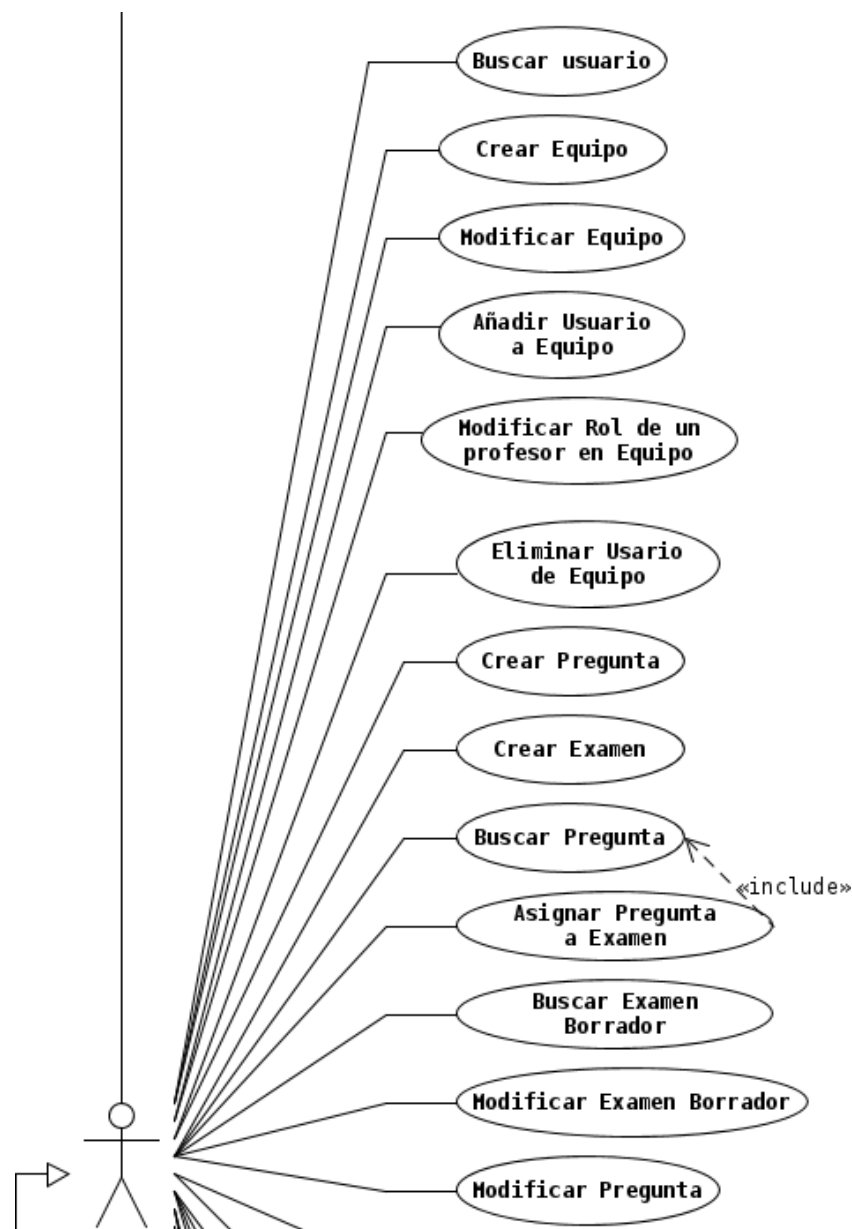 Buscar usuario
Crear Equipo
Modificar Equipo
Añadir Usuario
a Equipo
Modificar Rol de un
profesor en Equipo
Eliminar Usario
de Equipo
Crear Pregunta
Crear Examen
Buscar Pregunta
«include»
Asignar Pregunta
a Examen
Buscar Examen
Borrador
Modificar Examen Borrador
Modificar Pregunta